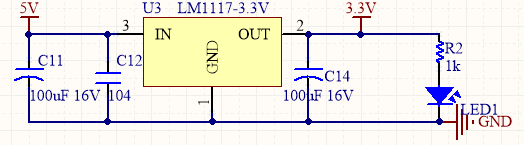 5V
U3 LM1117-3.3V
3.3V
3 IN OUT 2
GND
1
C11
100uF 16V
C12
104
C14
100uF 16V
R2
1k
LED1
GND